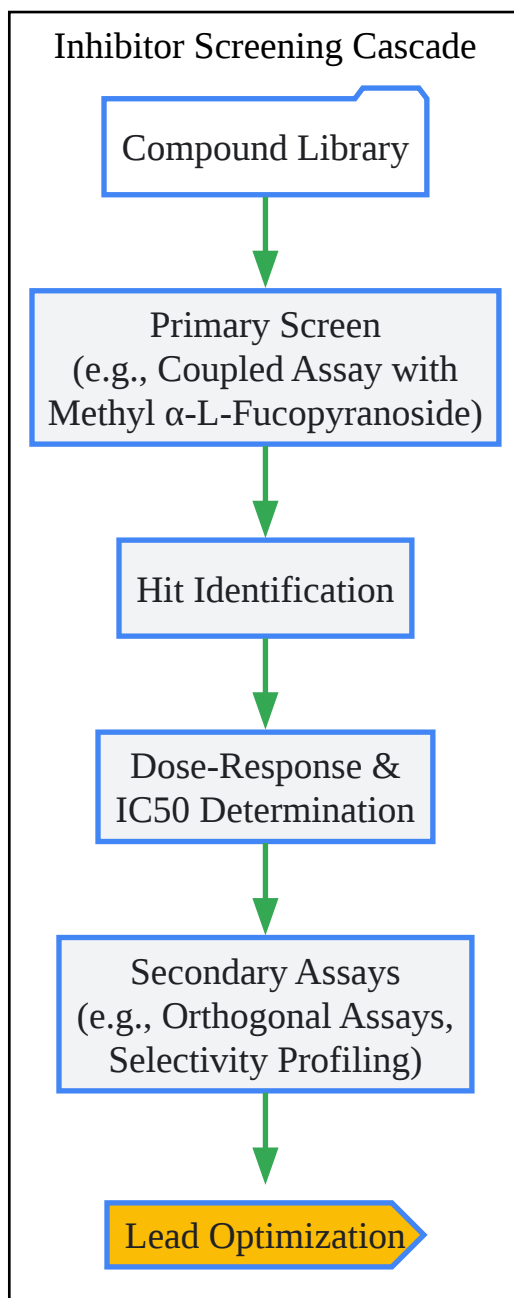 Inhibitor Screening Cascade
Compound Library
Primary Screen
(e.g., Coupled Assay with
Methyl α-L-Fucopyranoside)
Hit Identification
Dose-Response &
IC50 Determination
Secondary Assays
(e.g., Orthogonal Assays,
Selectivity Profiling)
Lead Optimization